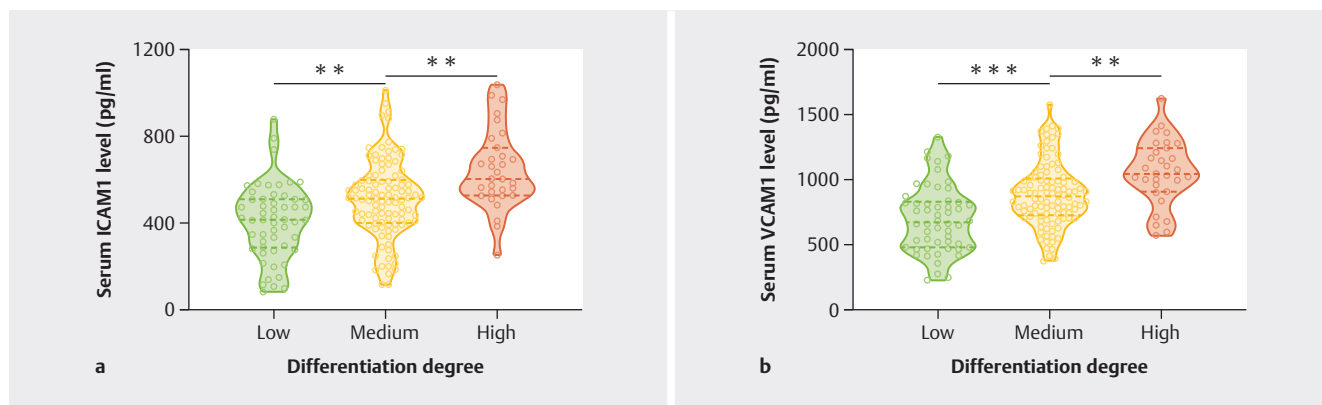 1200
800
400
0
Serum ICAM1 level (pg/ml)
* *
* *
Low Medium High
Differentiation degree
a
2000
1500
1000
500
0
Serum VCAM1 level (pg/ml)
* * *
* *
Low Medium High
Differentiation degree
b